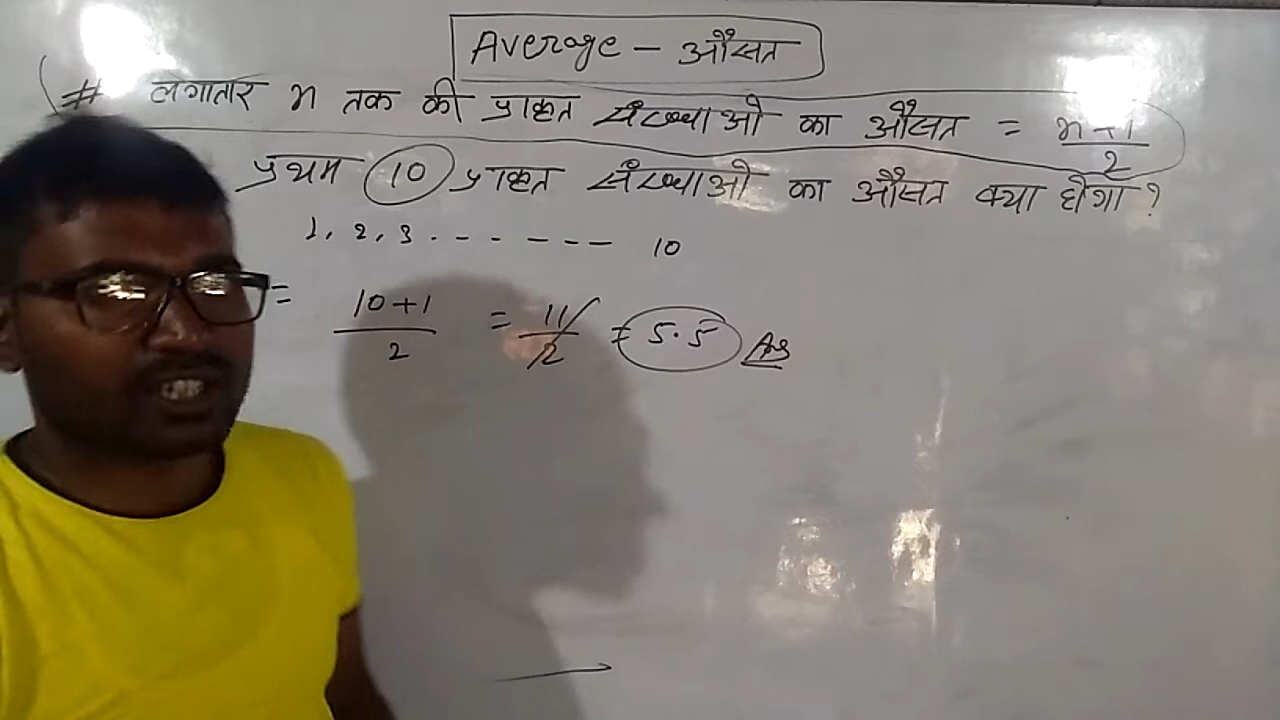 Average – औसत
# लगातार n तक की प्राकृत संख्याओ का औसत = n+1/2
प्रथम 10 प्राकृत संख्याओ का औसत क्या होगा ?
1, 2, 3 . - - - - - - 10
= 10+1/2 = 11/2 = 5.5 Ans